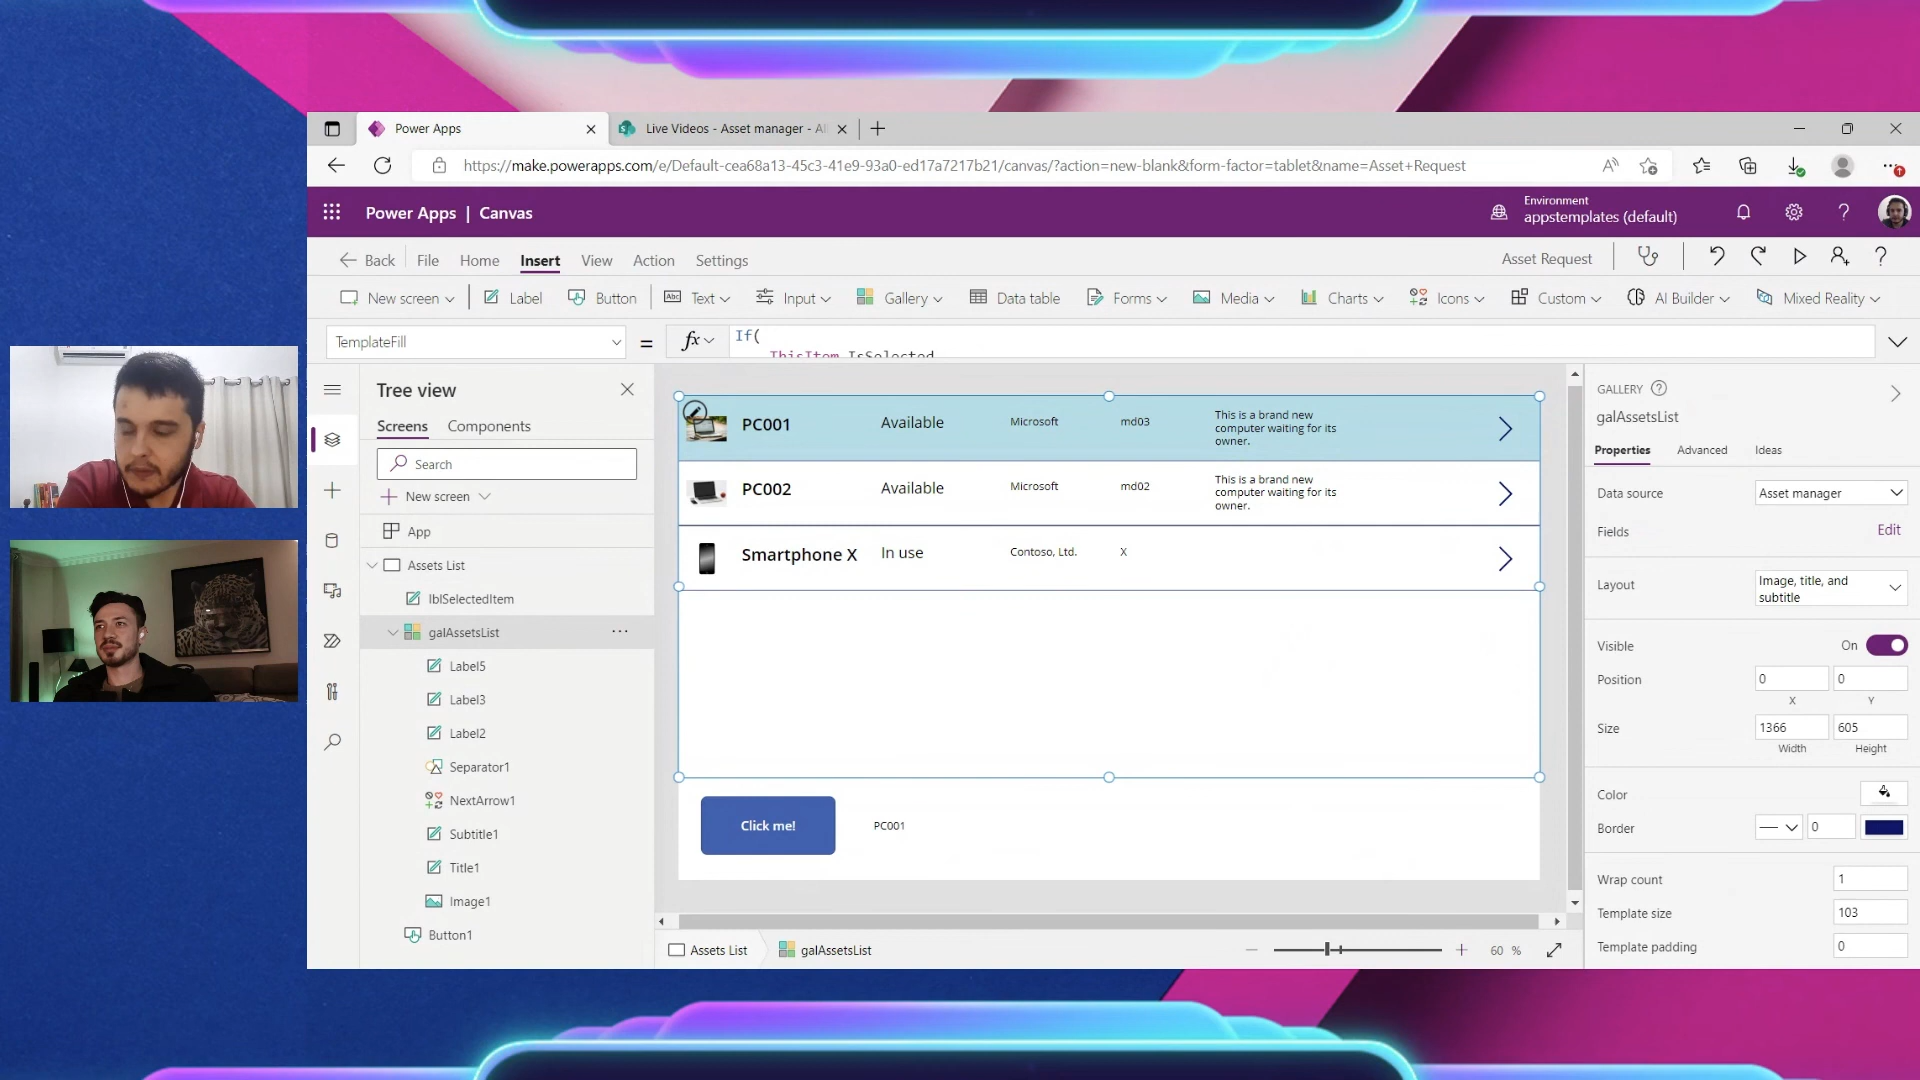 Power Apps
Live Videos - Asset manager - Al
https://make.powerapps.com/e/Default-cea68a13-45c3-41e9-93a0-ed17a7217b21/canvas/?action=new-blank&form-factor=tablet&name=Asset+Request
Power Apps | Canvas
Environment
appstemplates (default)
Back File Home Insert View Action Settings
Asset Request
New screen Label Button Text Input Gallery Data table Forms Media Charts Icons Custom AI Builder Mixed Reality
TemplateFill = fx If(
ThisItem.IsSelected
Tree view
Screens Components
Search
New screen
App
Assets List
lblSelectedItem
galAssetsList
Label5
Label3
Label2
Separator1
NextArrow1
Subtitle1
Title1
Image1
Button1
PC001 Available Microsoft md03 This is a brand new
computer waiting for its
owner.
PC002 Available Microsoft md02 This is a brand new
computer waiting for its
owner.
Smartphone X In use Contoso, Ltd. X
Click me! PC001
Assets List galAssetsList 60 %
GALLERY
galAssetsList
Properties Advanced Ideas
Data source Asset manager
Fields Edit
Layout Image, title, and
subtitle
Visible On
Position 0 0
X Y
Size 1366 605
Width Height
Color
Border 0
Wrap count 1
Template size 103
Template padding 0